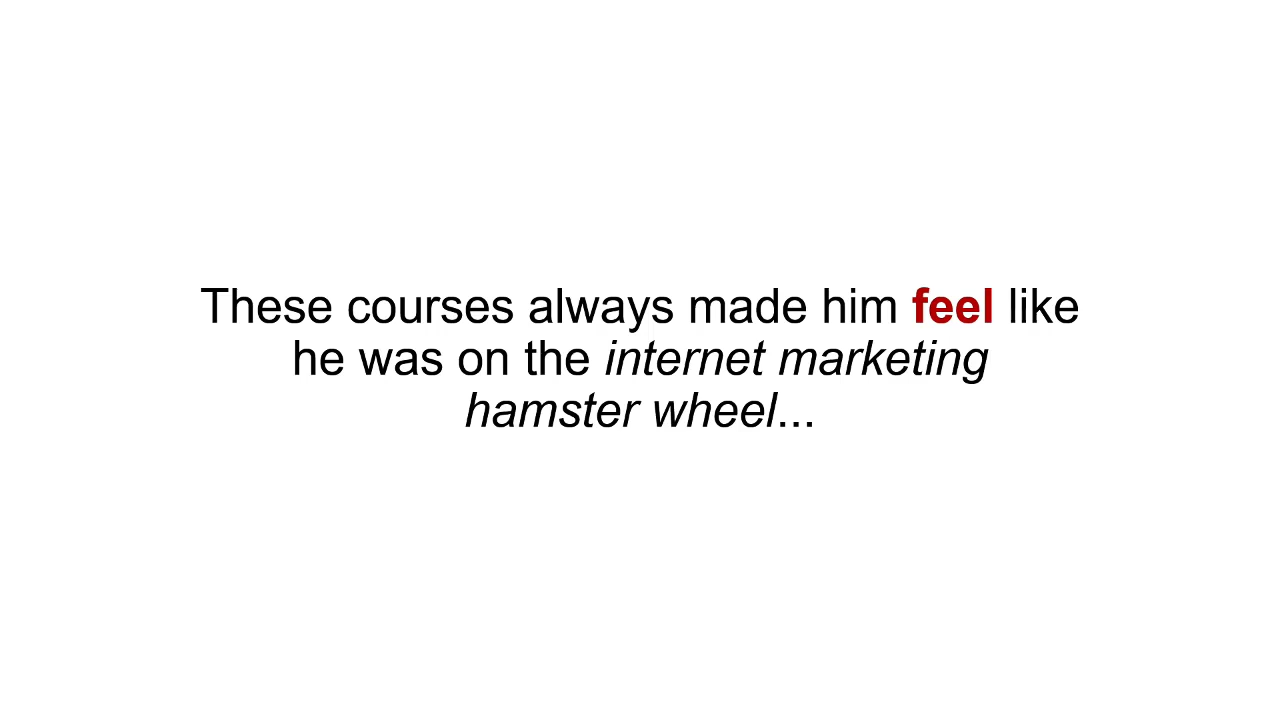 These courses always made him feel like
he was on the internet marketing
hamster wheel...